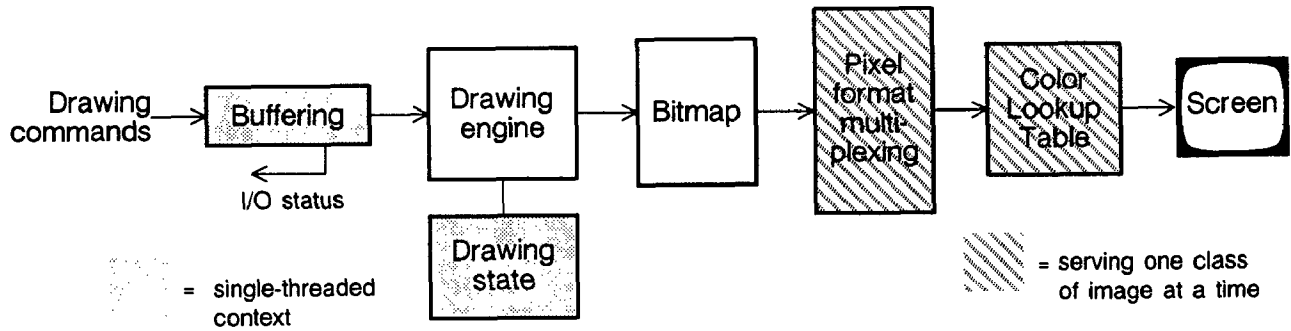 Drawing
commands
Buffering
I/O status
Drawing
engine
Drawing
state
Bitmap
Pixel
format
multi-
plexing
Color
Lookup
Table
Screen
= single-threaded
context
= serving one class
of image at a time